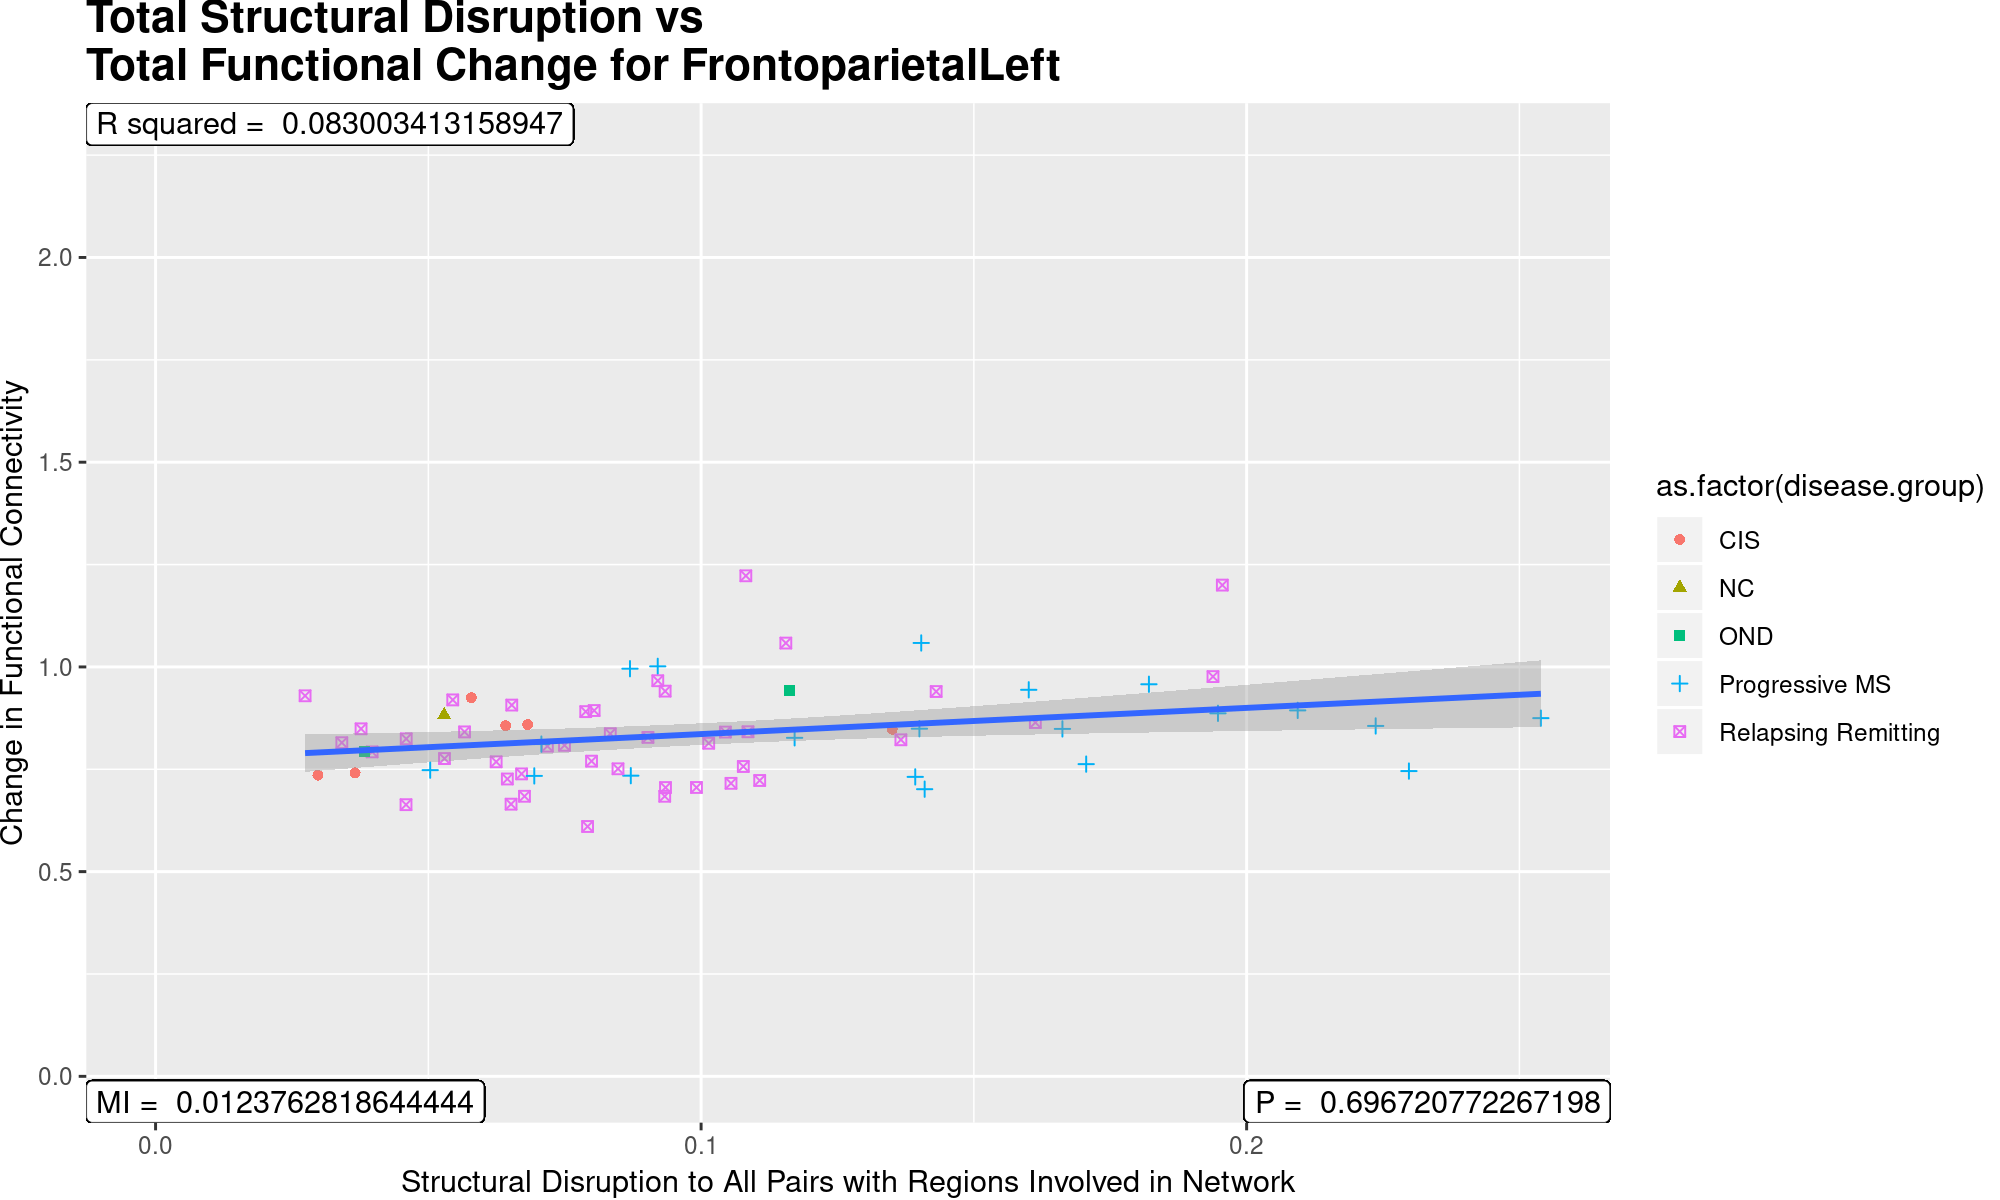 Total Structural Disruption vs
Total Functional Change for FrontoparietalLeft
R squared =  0.083003413158947
Change in Functional Connectivity
2.0
1.5
1.0
0.5
0.0
MI =  0.0123762818644444
P =  0.696720772267198
0.0
0.1
0.2
Structural Disruption to All Pairs with Regions Involved in Network
as.factor(disease.group)
CIS
NC
OND
Progressive MS
Relapsing Remitting